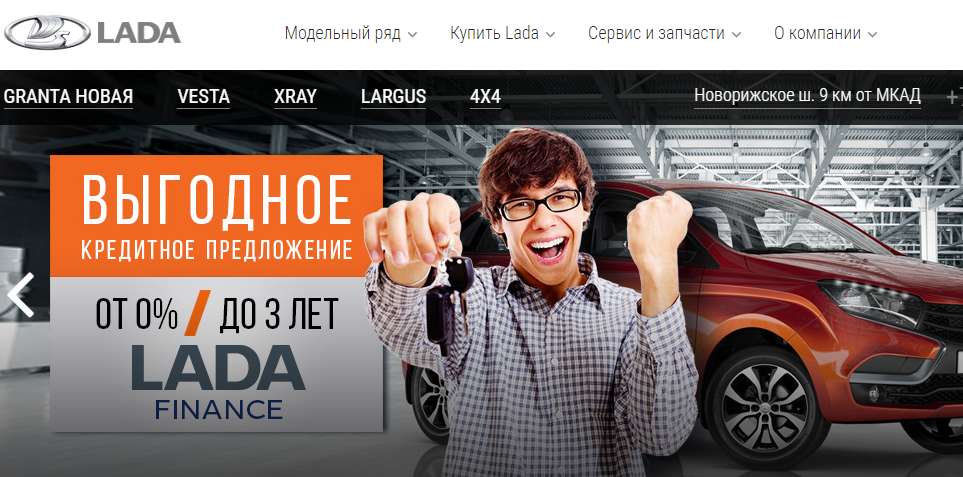 LADA
Модельный ряд
Купить Lada
Сервис и запчасти
О компании
GRANTA НОВАЯ
VESTA
XRAY
LARGUS
4X4
Новорижское ш. 9 км от МКАД
ВЫГОДНОЕ
КРЕДИТНОЕ ПРЕДЛОЖЕНИЕ
ОТ 0% / ДО 3 ЛЕТ
LADA
FINANCE